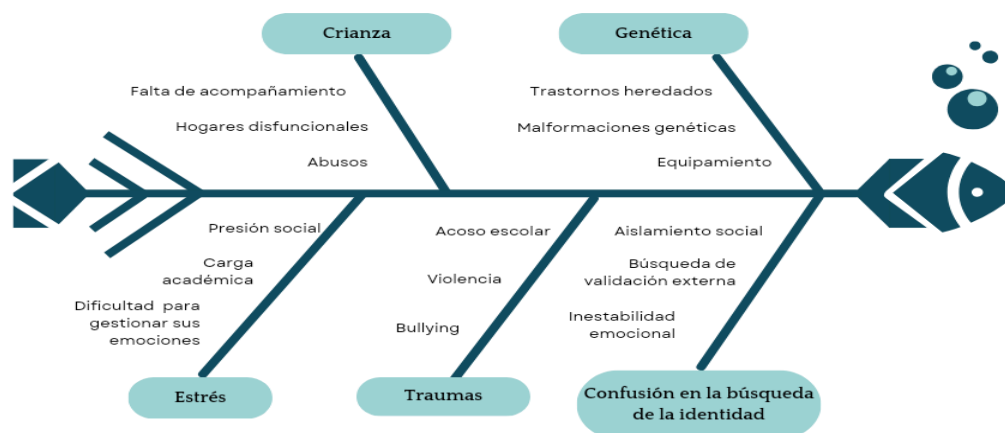 Crianza
Genética
Falta de acompañamiento
Hogares disfuncionales
Abusos
Trastornos heredados
Malformaciones genéticas
Equipamiento
Presión social
Carga
académica
Dificultad para
gestionar sus
emociones
Acoso escolar
Violencia
Bullying
Aislamiento social
Búsqueda de
validación externa
Inestabilidad
emocional
Estrés
Traumas
Confusión en la búsqueda
de la identidad